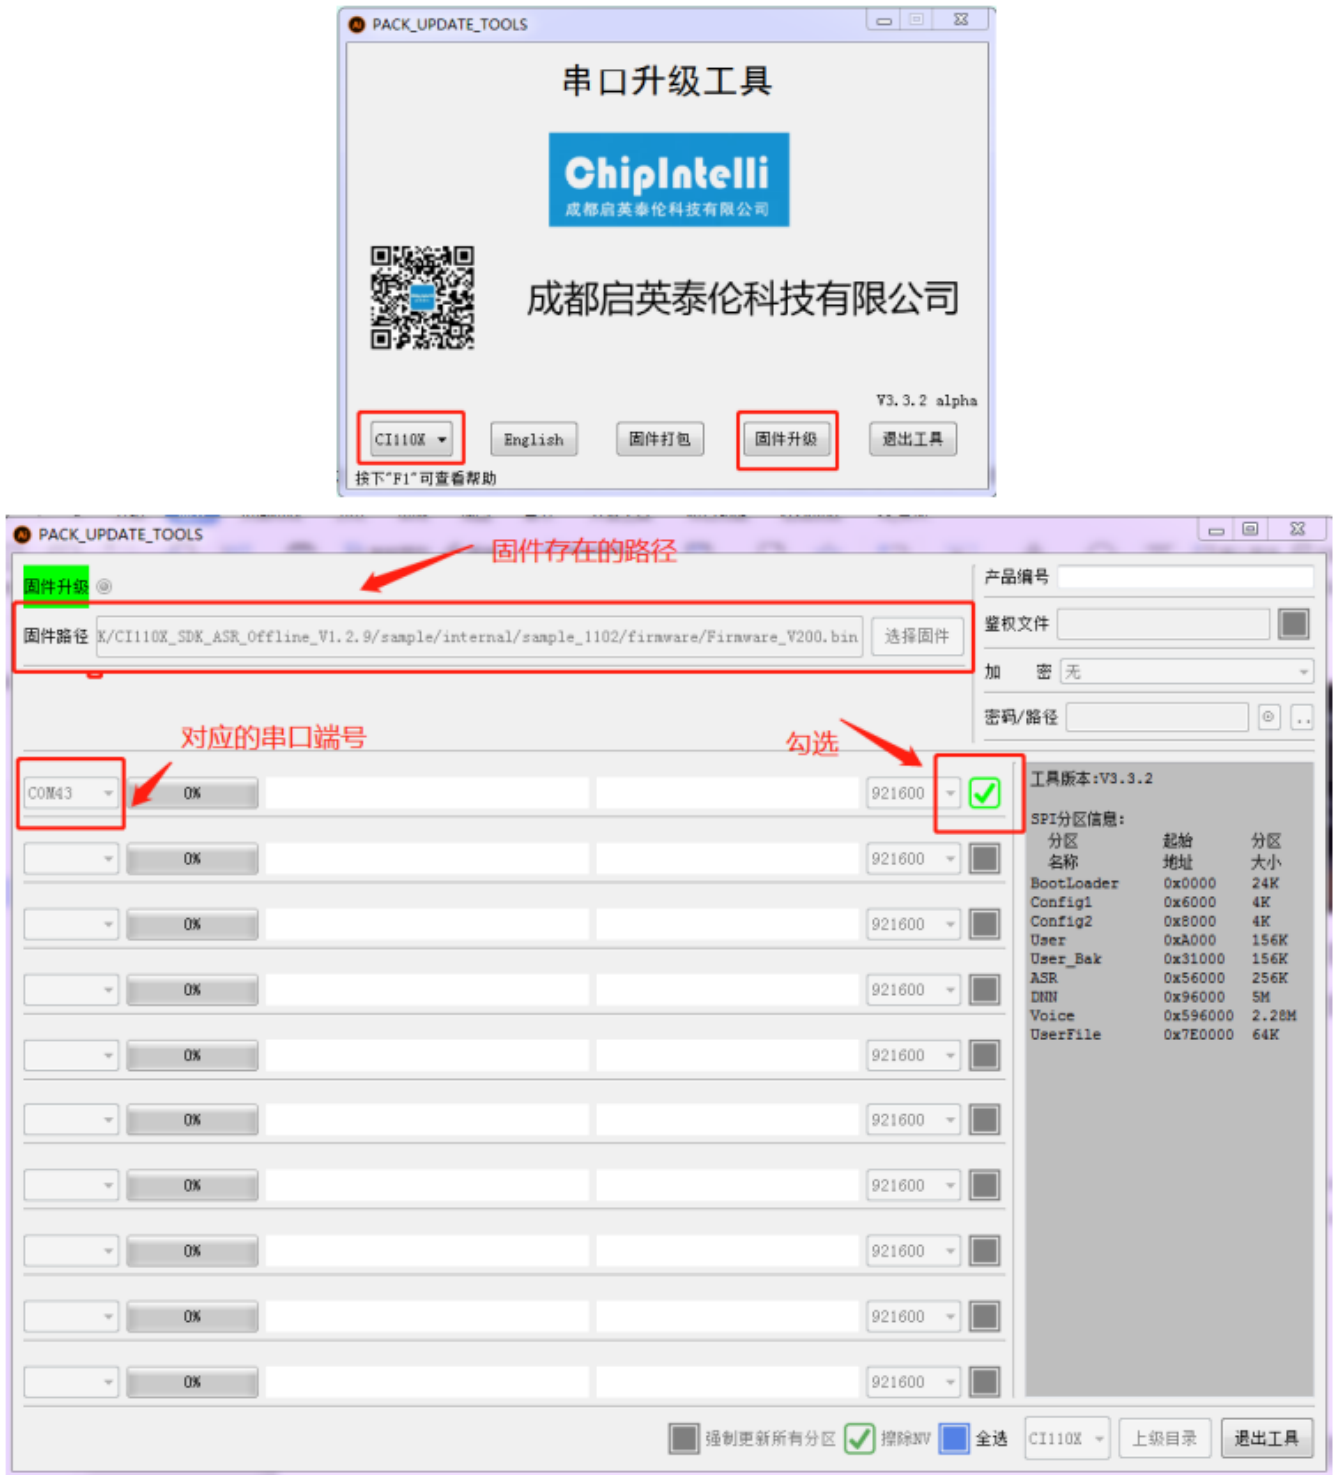 PACK_UPDATE_TOOLS
串口升级工具
ChipIntelli
成都启英泰伦科技有限公司
成都启英泰伦科技有限公司
V3.3.2 alpha
CI110X English 固件打包 固件升级 退出工具
按下"F1"可查看帮助
PACK_UPDATE_TOOLS
固件存在的路径
固件升级
固件路径 K/CI110X_SDK_ASR_Offline_V1.2.9/sample/internal/sample_1102/firmware/Firmware_V200.bin 选择固件
产品编号
鉴权文件
加 密 无
密码/路径 ..
对应的串口端号
勾选
COM43 0% 921600
0% 921600
0% 921600
0% 921600
0% 921600
0% 921600
0% 921600
0% 921600
0% 921600
0% 921600
工具版本:V3.3.2
SPI分区信息:
分区 起始 分区
名称 地址 大小
BootLoader 0x0000 24K
Config1 0x6000 4K
Config2 0x8000 4K
User 0xA000 156K
User_Bak 0x31000 156K
ASR 0x56000 256K
DNN 0x96000 5M
Voice 0x596000 2.28M
UserFile 0x7E0000 64K
强制更新所有分区 擦除NV 全选 CI110X 上级目录 退出工具